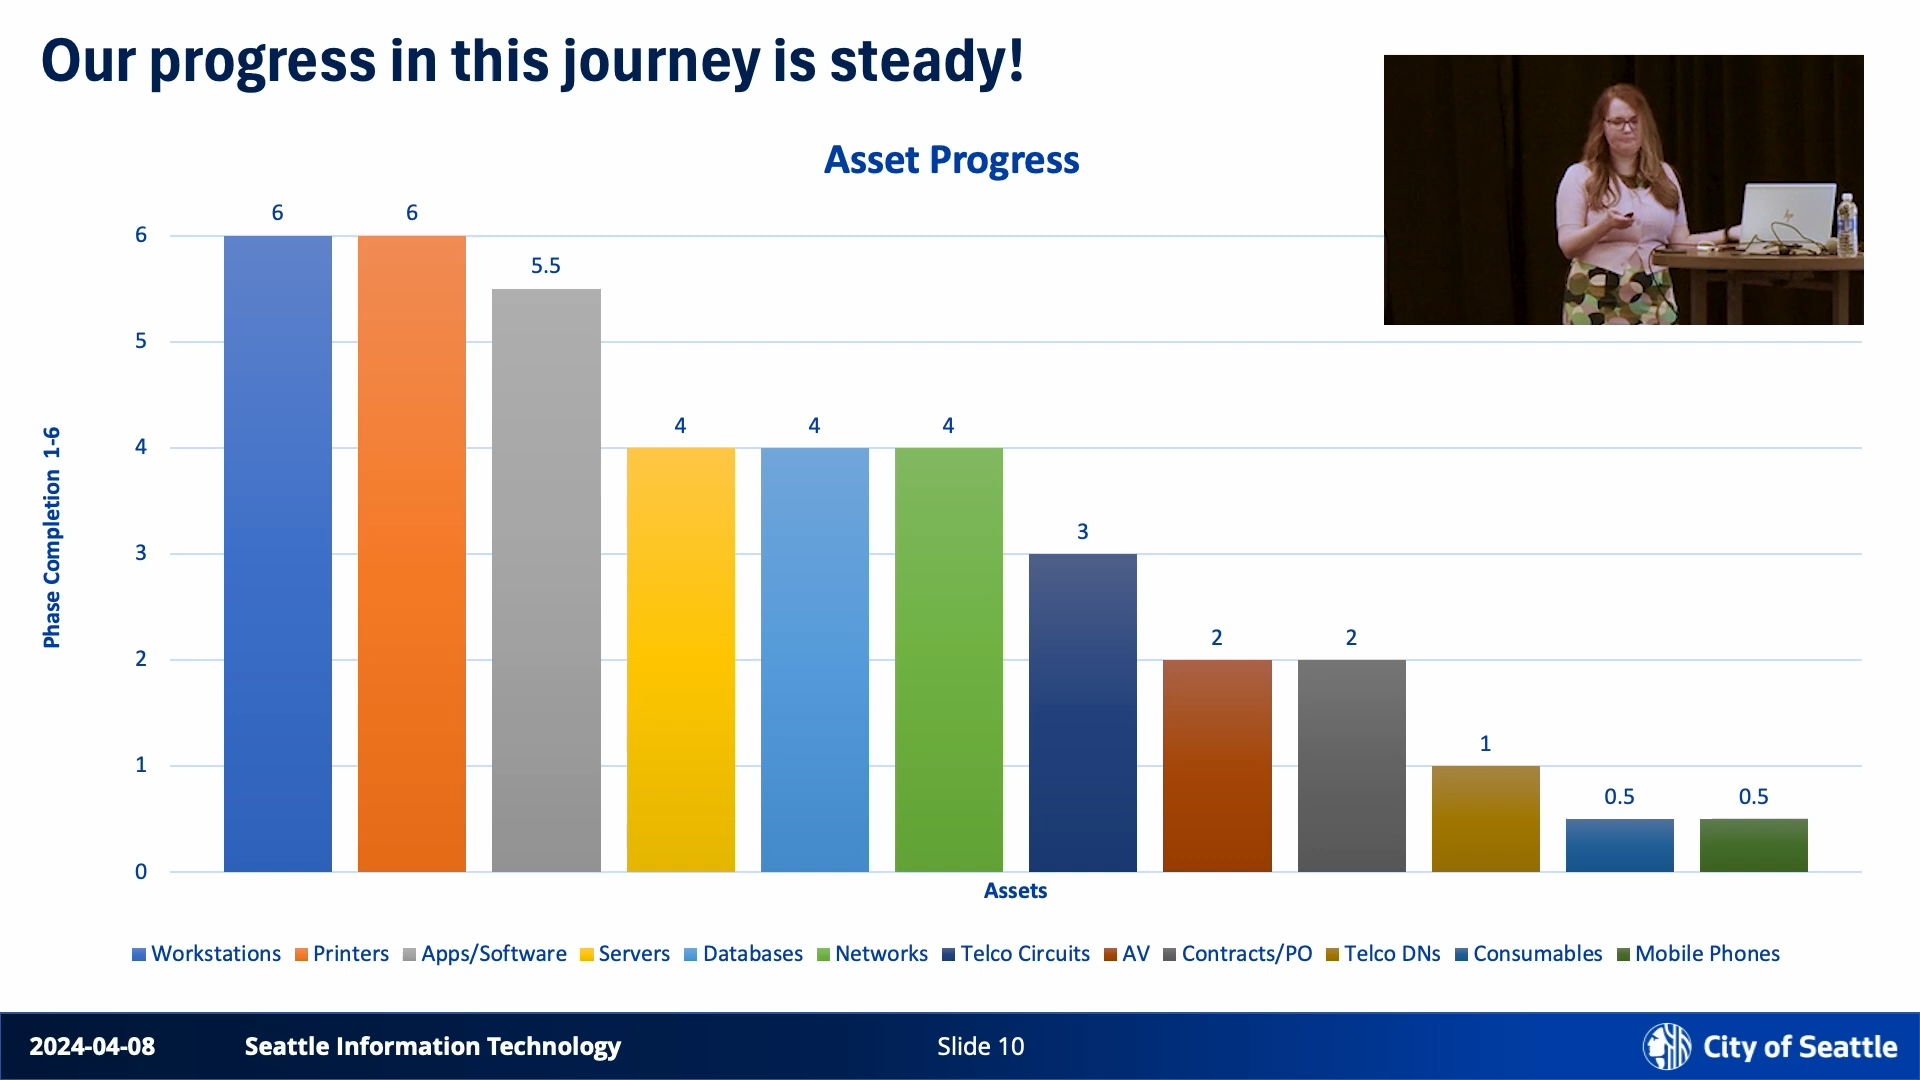 Our progress in this journey is steady!
Asset Progress
Phase Completion 1-6
6
5
4
3
2
1
0
6
6
5.5
4
4
4
3
2
2
1
0.5
0.5
Assets
Workstations
Printers
Apps/Software
Servers
Databases
Networks
Telco Circuits
AV
Contracts/PO
Telco DNs
Consumables
Mobile Phones
2024-04-08
Seattle Information Technology
Slide 10
City of Seattle
hp